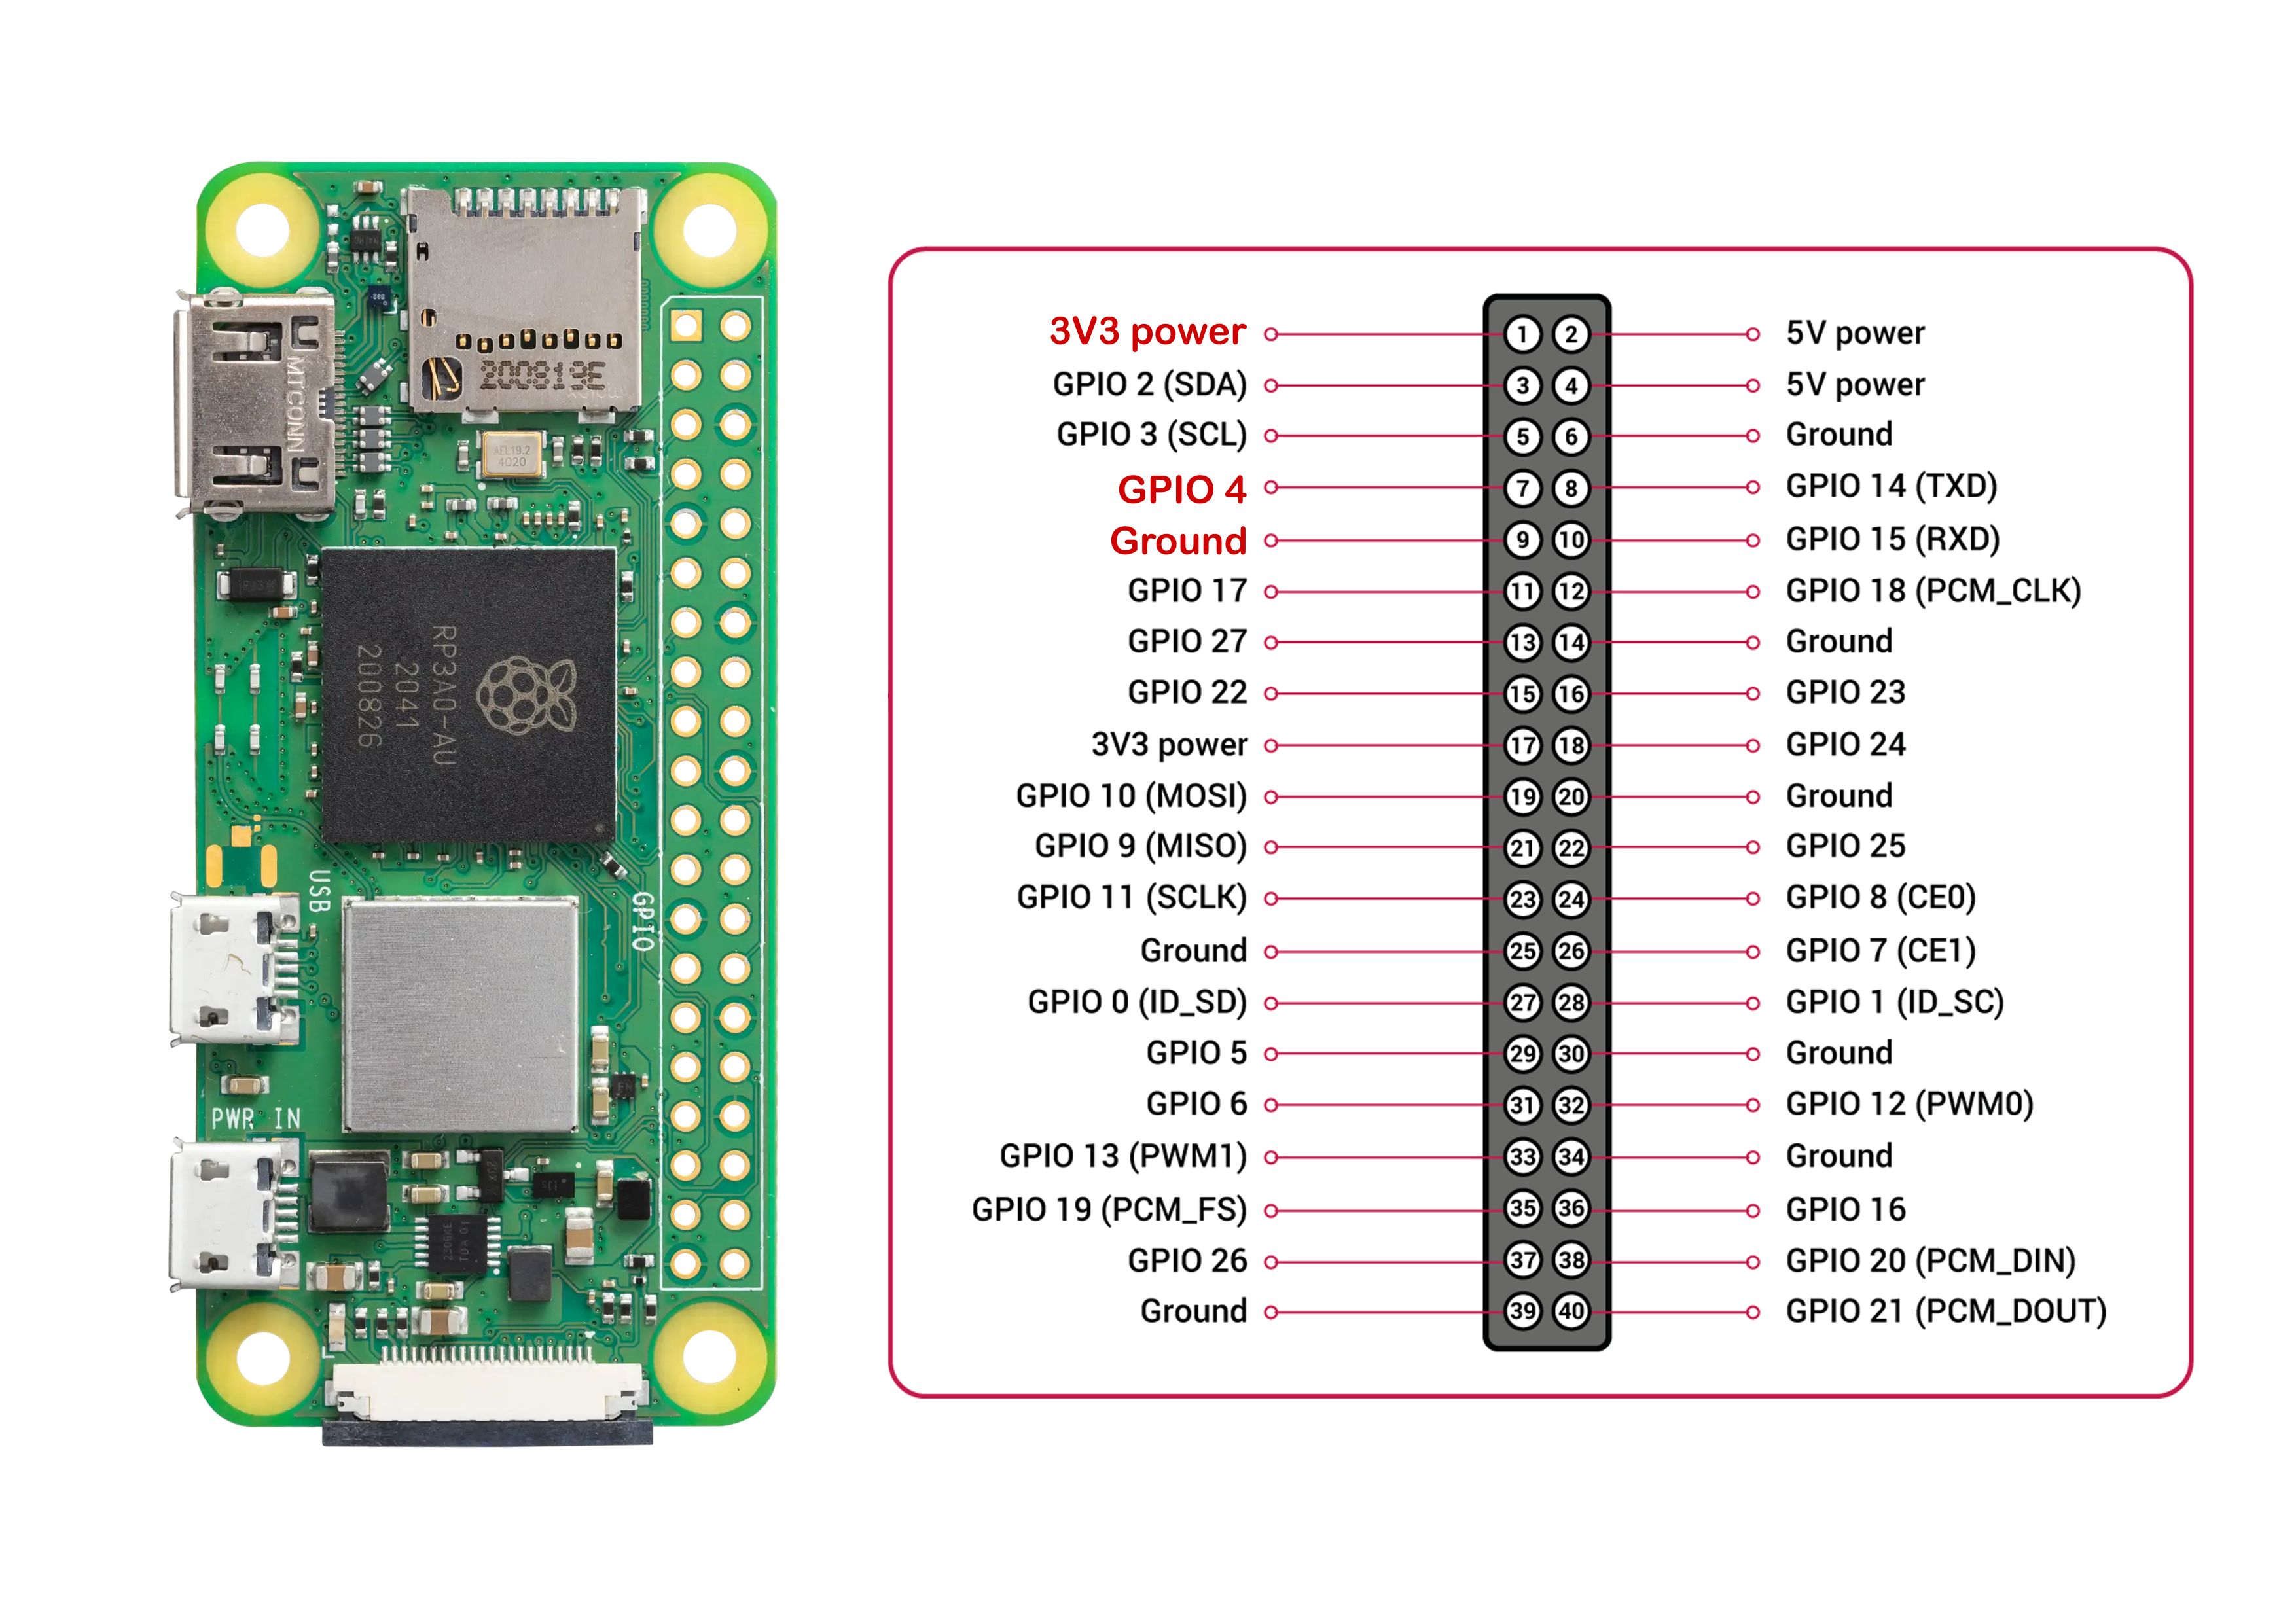 MTCONN
200819E
AEL19.2
4020
RP3A0-AU
2041
200826
USB
GPIO
PWR IN
3V3 power 1 2 5V power
GPIO 2 (SDA) 3 4 5V power
GPIO 3 (SCL) 5 6 Ground
GPIO 4 7 8 GPIO 14 (TXD)
Ground 9 10 GPIO 15 (RXD)
GPIO 17 11 12 GPIO 18 (PCM_CLK)
GPIO 27 13 14 Ground
GPIO 22 15 16 GPIO 23
3V3 power 17 18 GPIO 24
GPIO 10 (MOSI) 19 20 Ground
GPIO 9 (MISO) 21 22 GPIO 25
GPIO 11 (SCLK) 23 24 GPIO 8 (CE0)
Ground 25 26 GPIO 7 (CE1)
GPIO 0 (ID_SD) 27 28 GPIO 1 (ID_SC)
GPIO 5 29 30 Ground
GPIO 6 31 32 GPIO 12 (PWM0)
GPIO 13 (PWM1) 33 34 Ground
GPIO 19 (PCM_FS) 35 36 GPIO 16
GPIO 26 37 38 GPIO 20 (PCM_DIN)
Ground 39 40 GPIO 21 (PCM_DOUT)